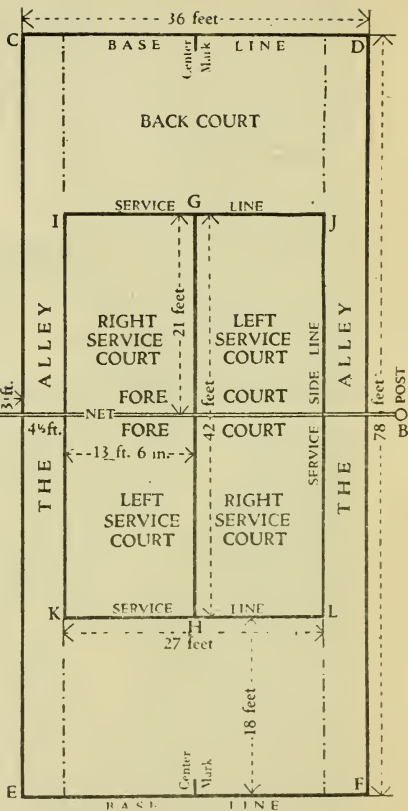 36 feet
C D
BASE Center Mark LINE
BACK COURT
SERVICE G LINE
I J
21 feet
RIGHT SERVICE COURT
LEFT SERVICE COURT
THE ALLEY
THE ALLEY
SERVICE SIDE LINE
FORE COURT
3 ft.
NET
42 feet
78 feet
POST
B
4½ ft.
FORE COURT
13 ft. 6 in.
LEFT SERVICE COURT
RIGHT SERVICE COURT
K SERVICE H LINE L
27 feet
18 feet
Center Mark
E F
BASE LINE